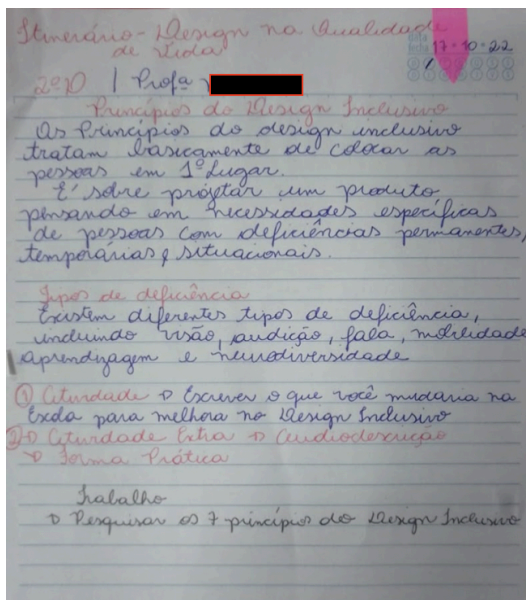 Itinerário - Design na Qualidade
de Vida
data
fecha 17-10-22
2º D | Profª
Princípios do Design Inclusivo
Os Princípios do design inclusivo
tratam basicamente de colocar as
pessoas em 1º Lugar.
É sobre projetar um produto
pensando em necessidades específicas
de pessoas com deficiências permanentes,
temporárias, situacionais.
Tipos de deficiência
Existem diferentes tipos de deficiência,
incluindo visão, audição, fala, mobilidade
aprendizagem e neurodiversidade
① Atividade → Escrever o que você mudaria na
Escola para melhora no Design Inclusivo
② → Atividade Extra → Audiodescrição
→ Forma Prática
Trabalho
→ Pesquisar os 7 princípios do Design Inclusivo